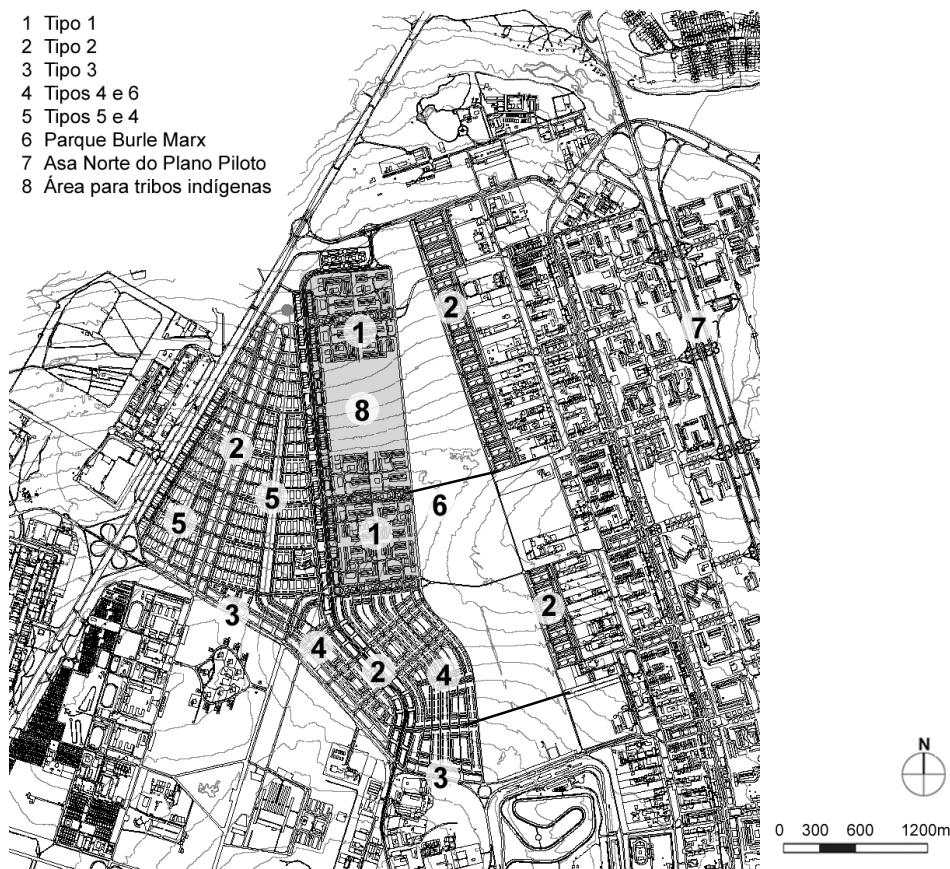 1 Tipo 1
2 Tipo 2
3 Tipo 3
4 Tipos 4 e 6
5 Tipos 5 e 4
6 Parque Burle Marx
7 Asa Norte do Plano Piloto
8 Área para tribos indígenas
2
7
1
8
2
5
6
5
1
2
3
4
2
4
3
N
0 300 600 1200m